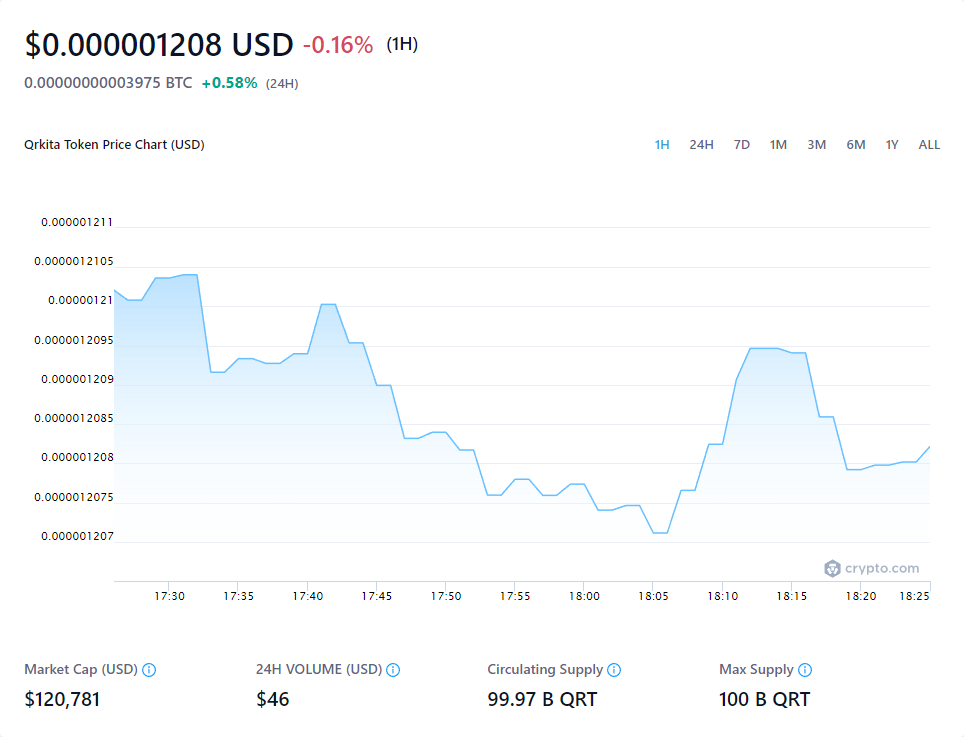 $0.000001208 USD -0.16% (1H)
0.00000000003975 BTC +0.58% (24H)
Qrkita Token Price Chart (USD)
1H 24H 7D 1M 3M 6M 1Y ALL
0.000001211
0.0000012105
0.00000121
0.0000012095
0.000001209
0.0000012085
0.000001208
0.0000012075
0.000001207
crypto.com
17:30 17:35 17:40 17:45 17:50 17:55 18:00 18:05 18:10 18:15 18:20 18:25
Market Cap (USD) 24H VOLUME (USD) Circulating Supply Max Supply
$120,781 $46 99.97 B QRT 100 B QRT